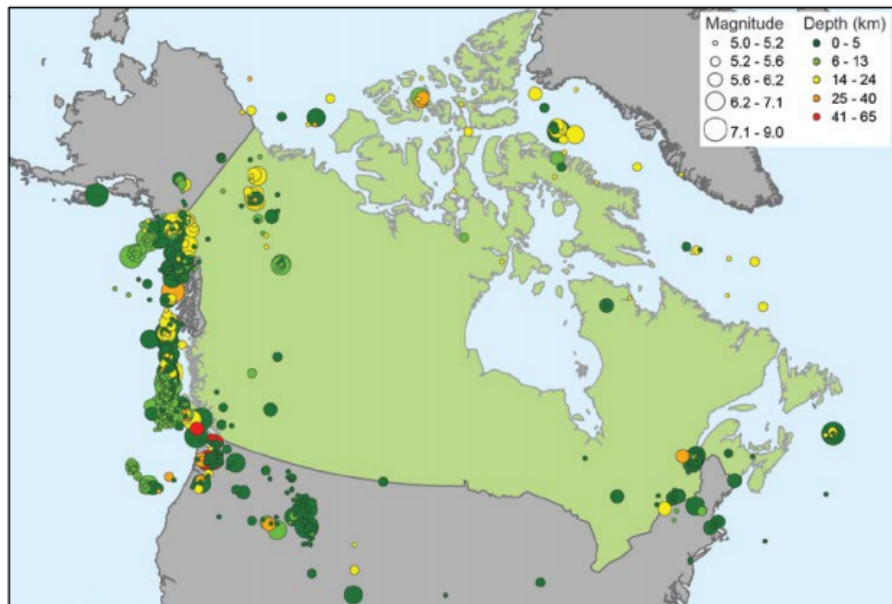 Magnitude Depth (km)
5.0 - 5.2 0 - 5
5.2 - 5.6 6 - 13
5.6 - 6.2 14 - 24
6.2 - 7.1 25 - 40
7.1 - 9.0 41 - 65